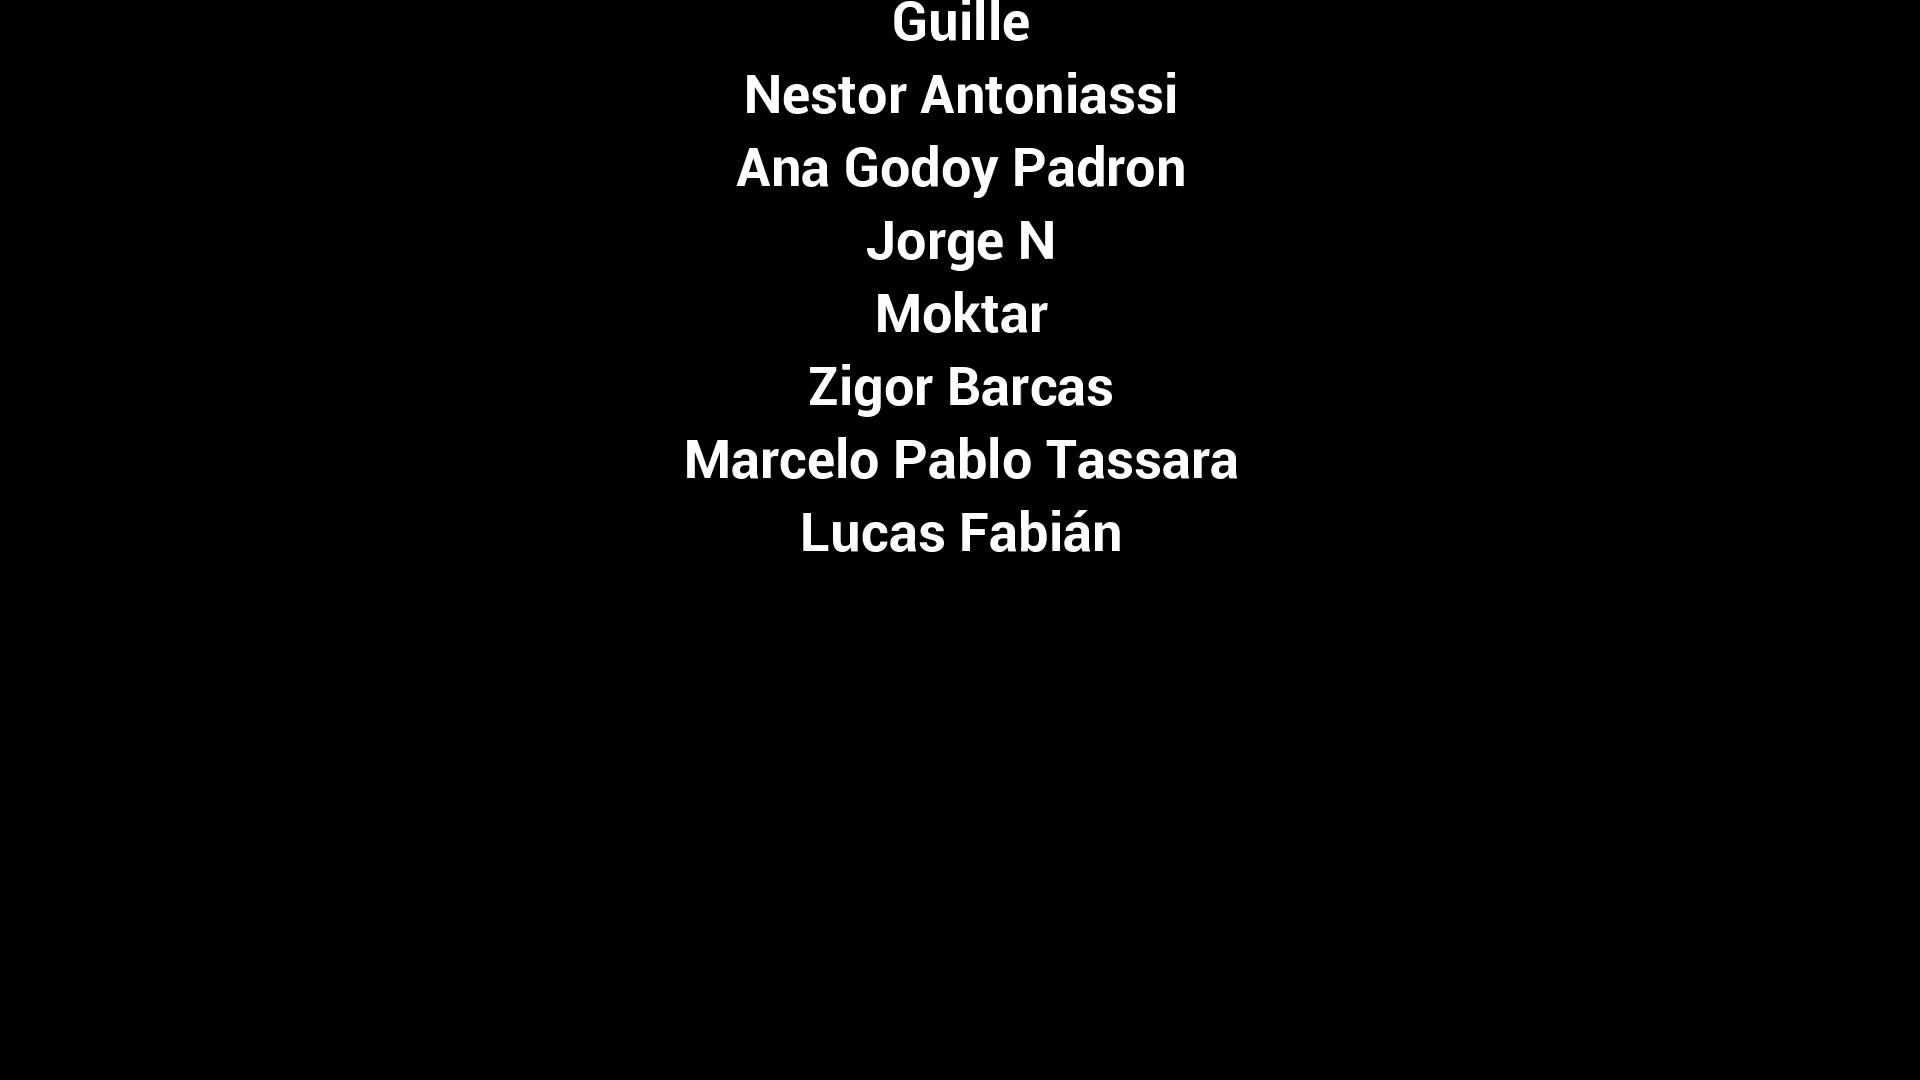 Guille
Nestor Antoniassi
Ana Godoy Padron
Jorge N
Moktar
Zigor Barcas
Marcelo Pablo Tassara
Lucas Fabián